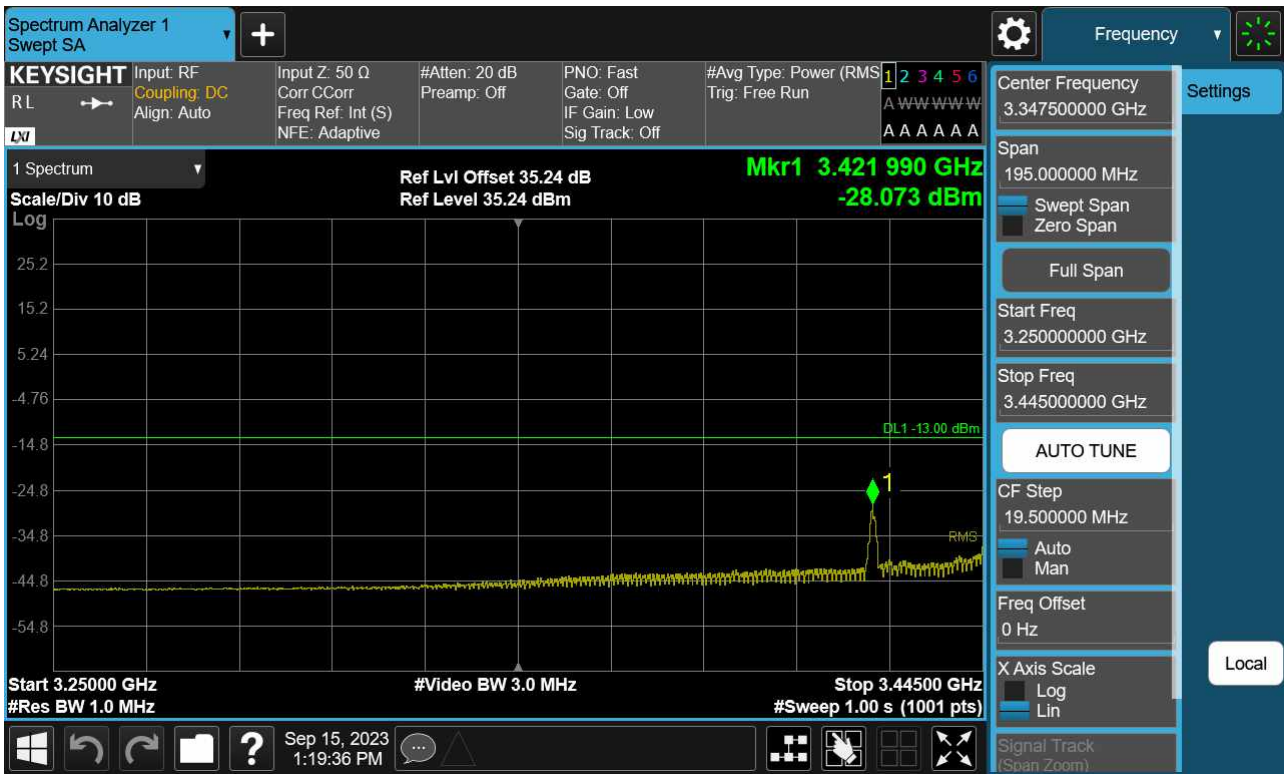 Spectrum Analyzer 1
Swept SA
Frequency
KEYSIGHT
R L
LXI
Input: RF
Coupling: DC
Align: Auto
Input Z: 50 Ω
Corr CCorr
Freq Ref: Int (S)
NFE: Adaptive
#Atten: 20 dB
Preamp: Off
PNO: Fast
Gate: Off
IF Gain: Low
Sig Track: Off
#Avg Type: Power (RMS
Trig: Free Run
1 2 3 4 5 6
A W W W W W
A A A A A A
1 Spectrum
Scale/Div 10 dB
Log
Ref Lvl Offset 35.24 dB
Ref Level 35.24 dBm
Mkr1 3.421 990 GHz
-28.073 dBm
25.2
15.2
5.24
-4.76
-14.8
-24.8
-34.8
-44.8
-54.8
DL1 -13.00 dBm
1
RMS
Start 3.25000 GHz
#Res BW 1.0 MHz
#Video BW 3.0 MHz
Stop 3.44500 GHz
#Sweep 1.00 s (1001 pts)
Center Frequency
3.347500000 GHz
Span
195.000000 MHz
Swept Span
Zero Span
Full Span
Start Freq
3.250000000 GHz
Stop Freq
3.445000000 GHz
AUTO TUNE
CF Step
19.500000 MHz
Auto
Man
Freq Offset
0 Hz
X Axis Scale
Log
Lin
Signal Track
(Span Zoom)
Settings
Local
?
Sep 15, 2023
1:19:36 PM